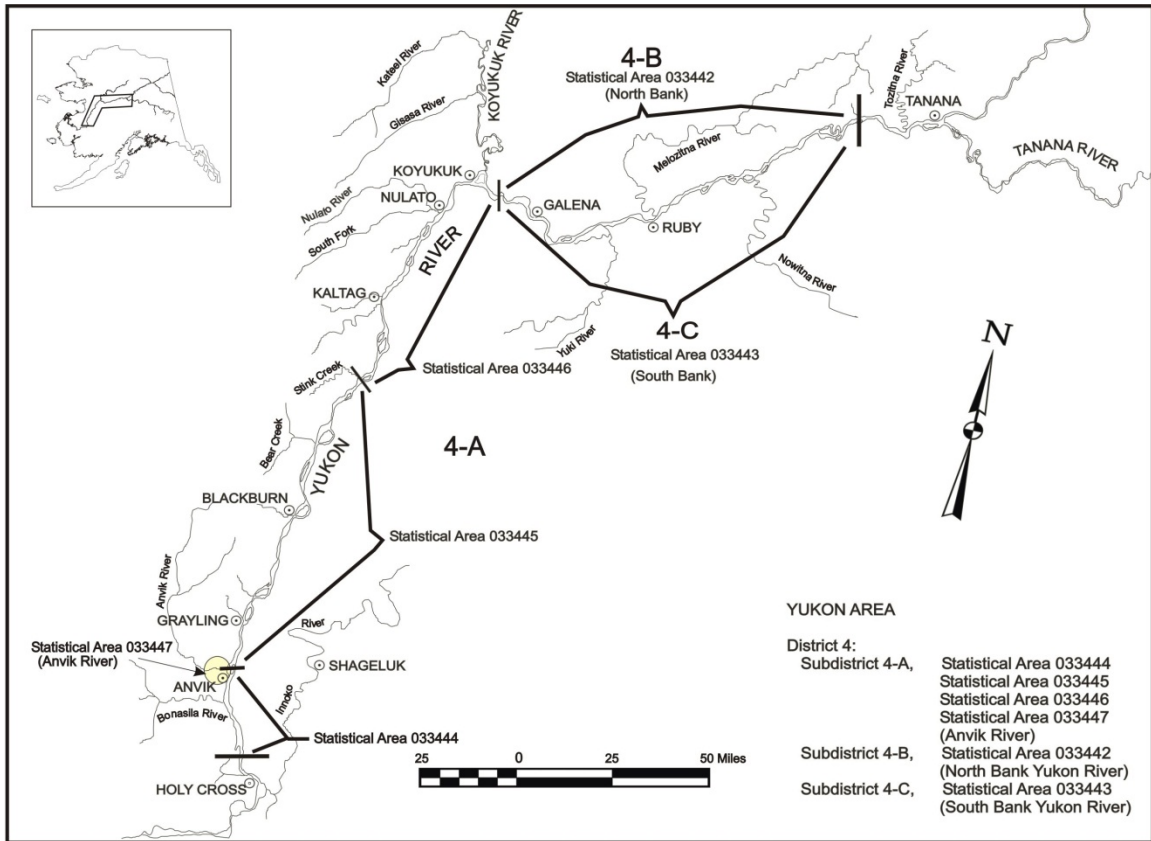 4-B
Statistical Area 033442
(North Bank)
Kateel River
KOYUKUK RIVER
Gisasa River
Tozitna River
TANANA
Melozitna River
TANANA RIVER
KOYUKUK
NULATO
Nulato River
GALENA
RUBY
South Fork
RIVER
Nowitna River
KALTAG
Yuki River
4-C
Statistical Area 033443
(South Bank)
N
Stink Creek
Statistical Area 033446
Bear Creek
YUKON
4-A
BLACKBURN
Statistical Area 033445
Anvik River
GRAYLING
River
Statistical Area 033447
(Anvik River)
SHAGELUK
ANVIK
Innoko
Bonasila River
Statistical Area 033444
HOLY CROSS
25 0 25 50 Miles
YUKON AREA
District 4:
Subdistrict 4-A, Statistical Area 033444
Statistical Area 033445
Statistical Area 033446
Statistical Area 033447
(Anvik River)
Subdistrict 4-B, Statistical Area 033442
(North Bank Yukon River)
Subdistrict 4-C, Statistical Area 033443
(South Bank Yukon River)